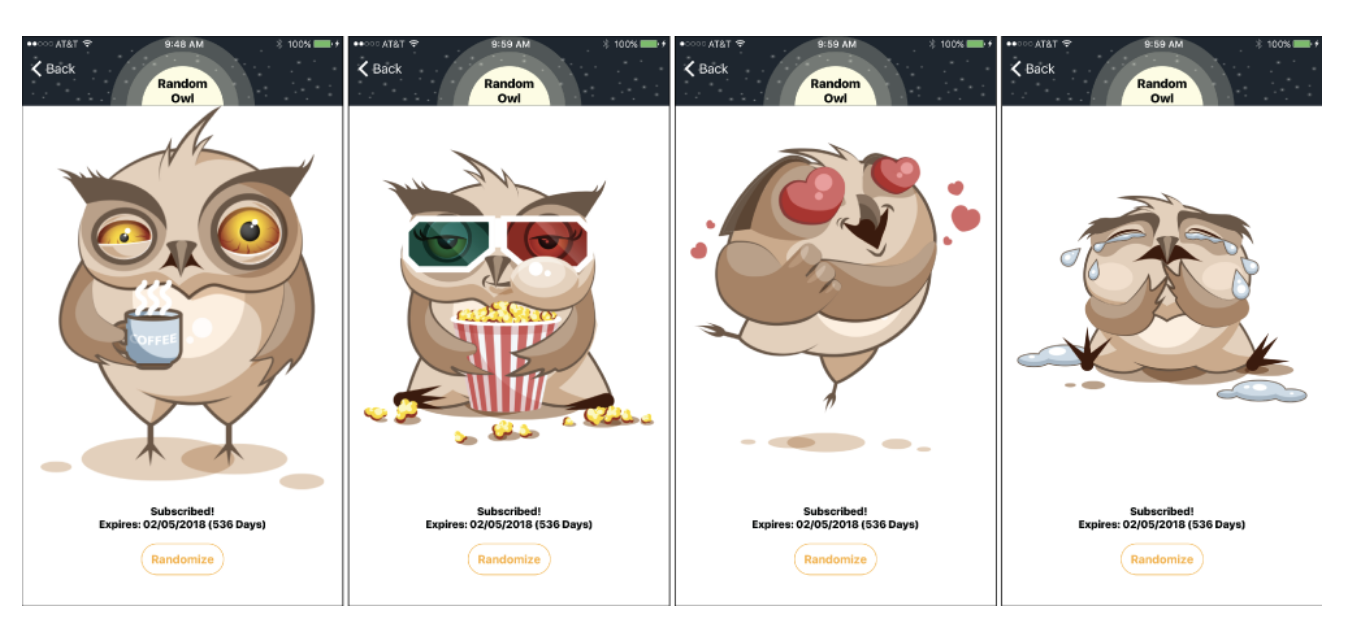 AT&T 9:48 AM 100%
Back
Random
Owl
COFFEE
Subscribed!
Expires: 02/05/2018 (536 Days)
Randomize
AT&T 9:59 AM 100%
Back
Random
Owl
Subscribed!
Expires: 02/05/2018 (536 Days)
Randomize
AT&T 9:59 AM 100%
Back
Random
Owl
Subscribed!
Expires: 02/05/2018 (536 Days)
Randomize
AT&T 9:59 AM 100%
Back
Random
Owl
Subscribed!
Expires: 02/05/2018 (536 Days)
Randomize